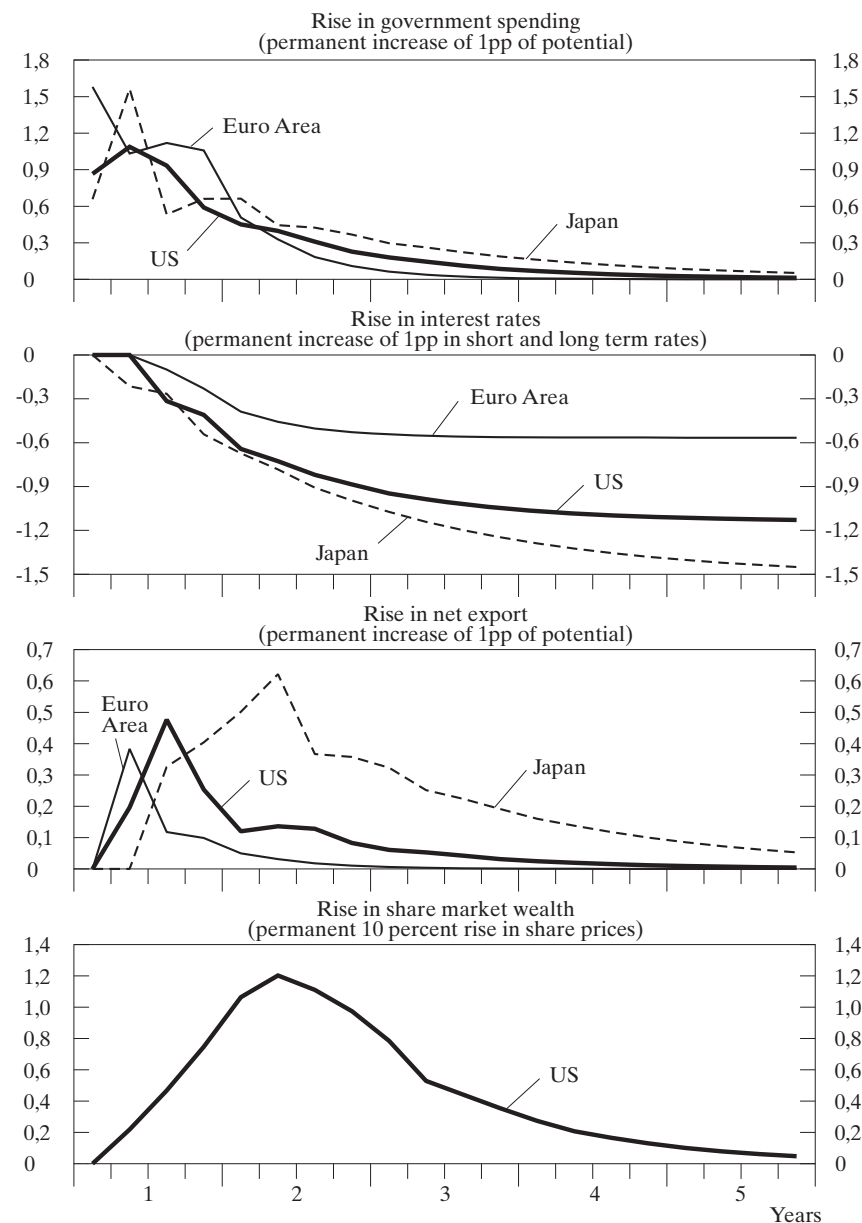 Rise in government spending
(permanent increase of 1pp of potential)
1,8 1,8
1,5 1,5
1,2 1,2
Euro Area
0,9 0,9
0,6 0,6
Japan
US
0,3 0,3
0 0
Rise in interest rates
(permanent increase of 1pp in short and long term rates)
0 0
-0,3 -0,3
Euro Area
-0,6 -0,6
-0,9 -0,9
US
-1,2 -1,2
Japan
-1,5 -1,5
Rise in net export
(permanent increase of 1pp of potential)
0,7 0,7
0,6 0,6
Euro
Area
0,5 0,5
0,4 0,4
0,3 0,3
US
Japan
0,2 0,2
0,1 0,1
0 0
Rise in share market wealth
(permanent 10 percent rise in share prices)
1,4 1,4
1,2 1,2
1,0 1,0
0,8 0,8
0,6 0,6
US
0,4 0,4
0,2 0,2
0 0
1 2 3 4 5
Years